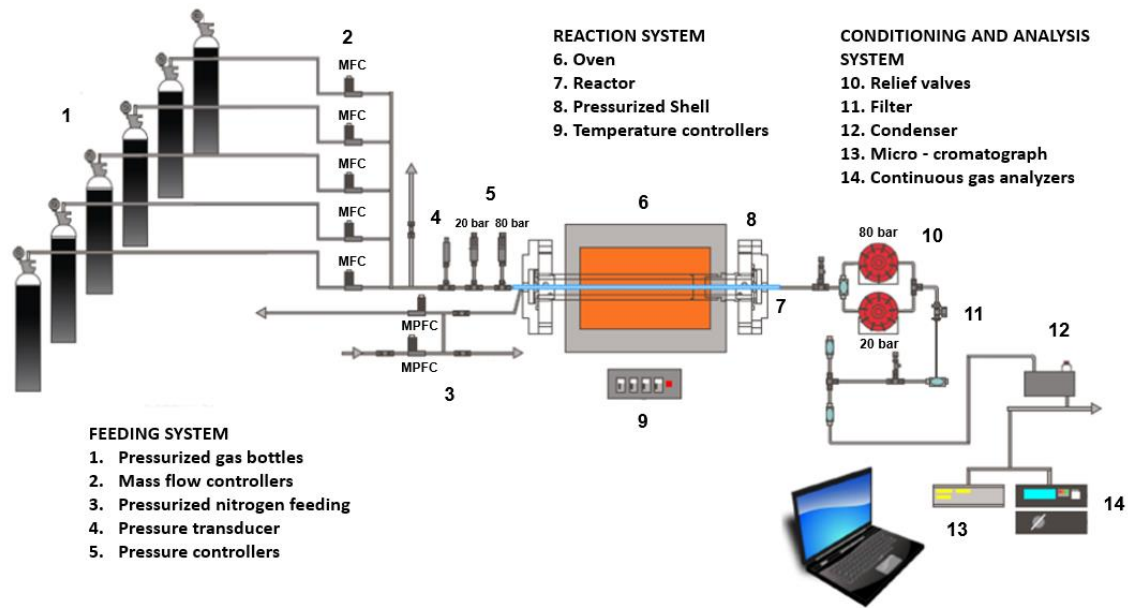 2
MFC
MFC
MFC
MFC
MFC
1
4
5
20 bar
80 bar
MPFC
MPFC
3
REACTION SYSTEM
6. Oven
7. Reactor
8. Pressurized Shell
9. Temperature controllers
6
8
7
9
CONDITIONING AND ANALYSIS
SYSTEM
10. Relief valves
11. Filter
12. Condenser
13. Micro - cromatograph
14. Continuous gas analyzers
80 bar
10
20 bar
11
12
13
14
FEEDING SYSTEM
1. Pressurized gas bottles
2. Mass flow controllers
3. Pressurized nitrogen feeding
4. Pressure transducer
5. Pressure controllers